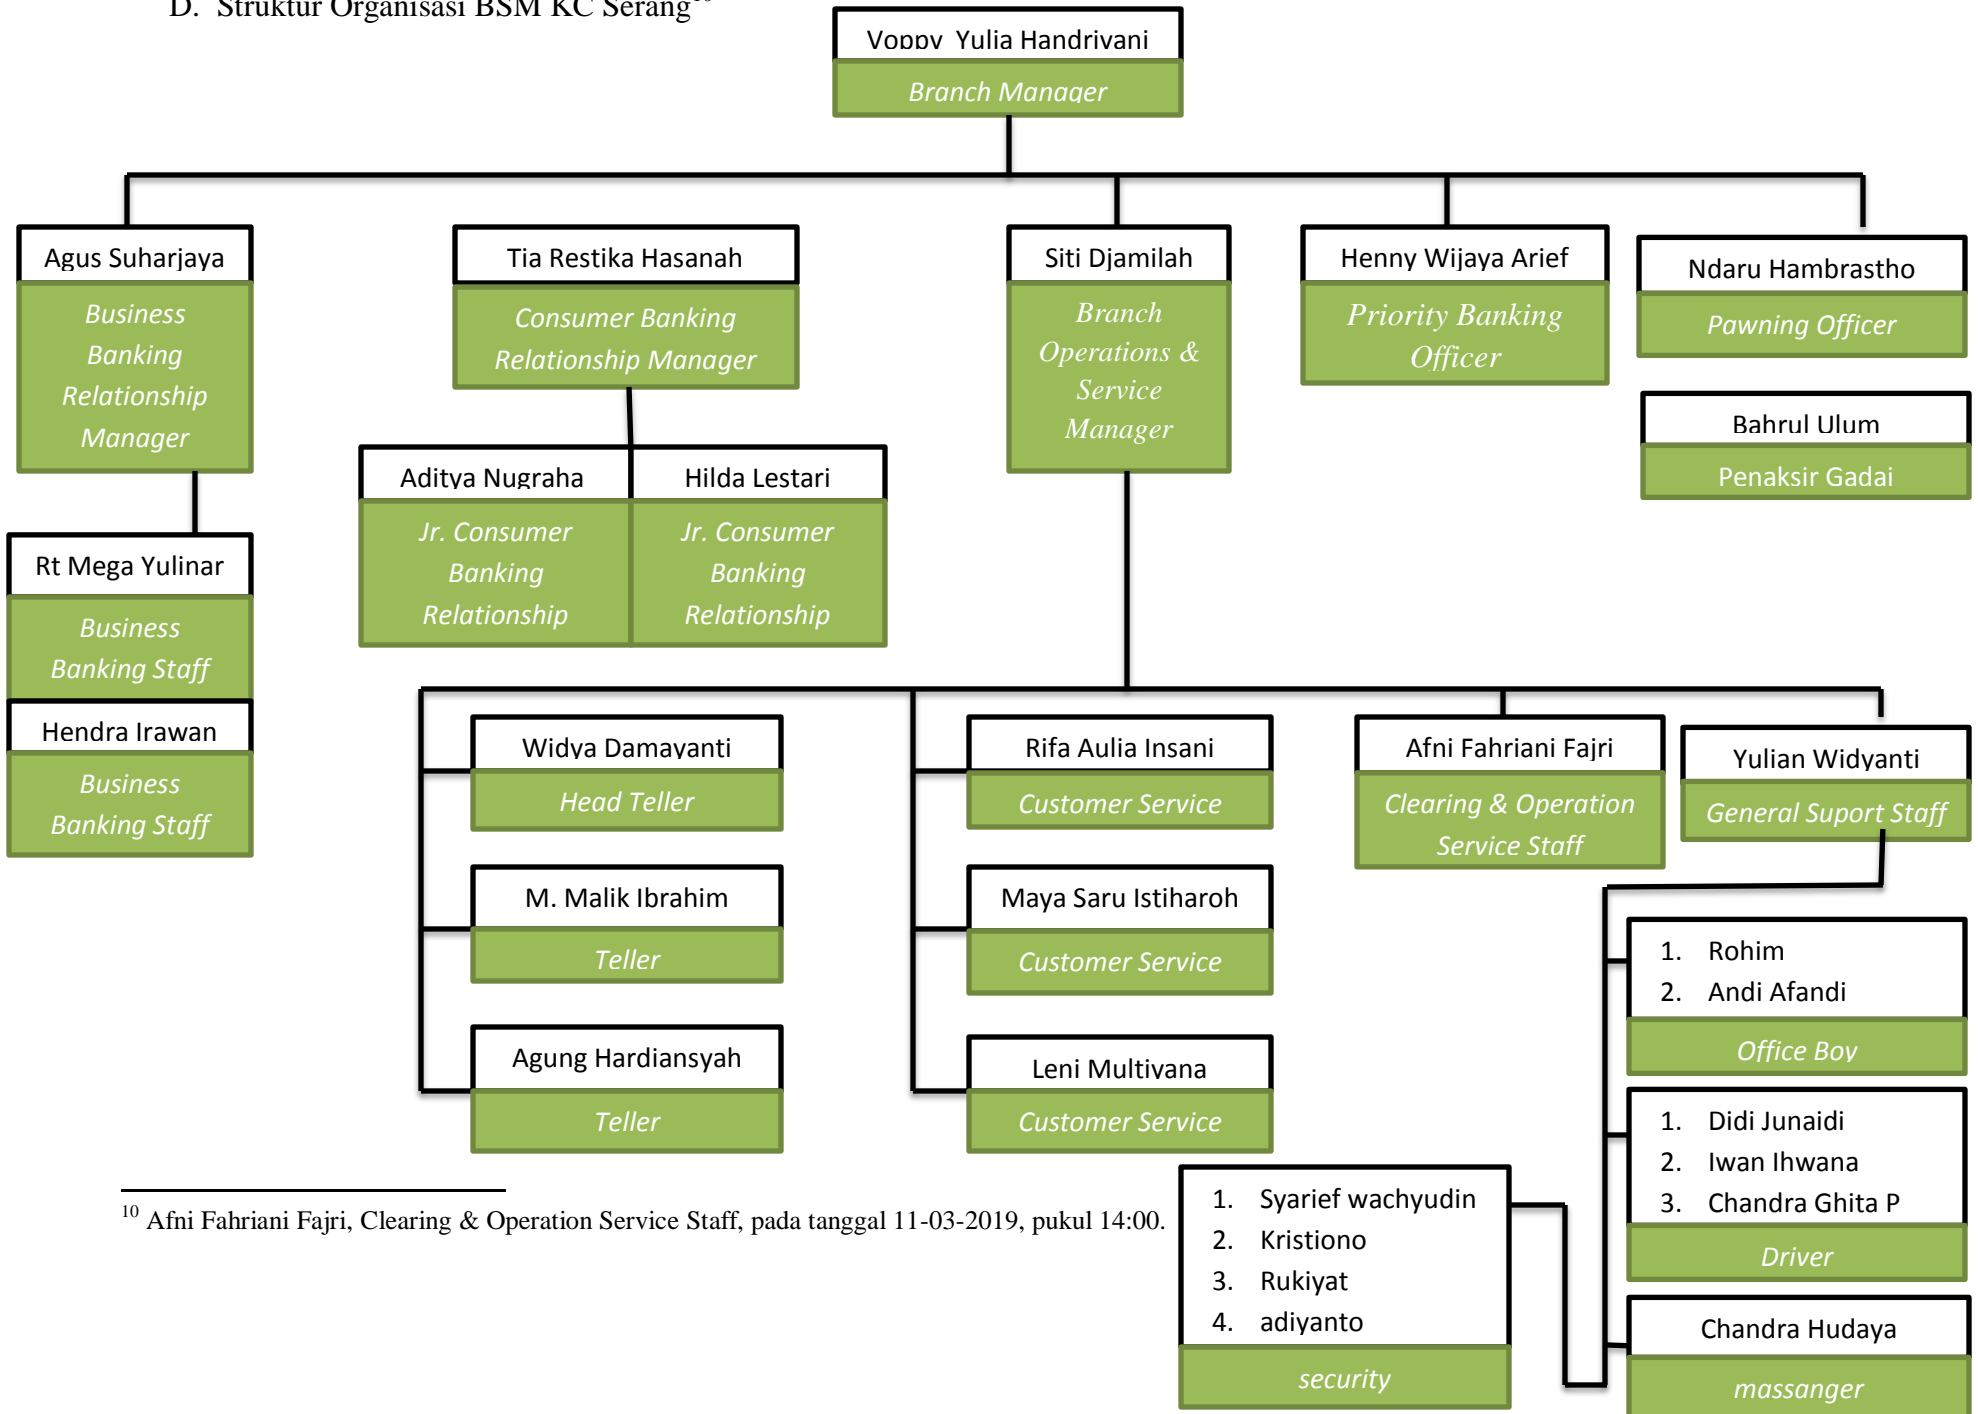 D. Struktur Organisasi BSM KC Serang10
Voppy Yulia Handriyani
Branch Manager
Agus Suharjaya
Business
Banking
Relationship
Manager
Tia Restika Hasanah
Consumer Banking
Relationship Manager
Siti Djamilah
Branch
Operations &
Service
Manager
Henny Wijaya Arief
Priority Banking
Officer
Ndaru Hambrastho
Pawning Officer
Bahrul Ulum
Penaksir Gadai
Aditya Nugraha
Jr. Consumer
Banking
Relationship
Hilda Lestari
Jr. Consumer
Banking
Relationship
Rt Mega Yulinar
Business
Banking Staff
Hendra Irawan
Business
Banking Staff
Widya Damayanti
Head Teller
M. Malik Ibrahim
Teller
Agung Hardiansyah
Teller
Rifa Aulia Insani
Customer Service
Maya Saru Istiharoh
Customer Service
Leni Multiyana
Customer Service
Afni Fahriani Fajri
Clearing & Operation
Service Staff
Yulian Widyanti
General Suport Staff
1. Rohim
2. Andi Afandi
Office Boy
1. Didi Junaidi
2. Iwan Ihwana
3. Chandra Ghita P
Driver
Chandra Hudaya
massanger
1. Syarief wachyudin
2. Kristiono
3. Rukiyat
4. adiyanto
security
10 Afni Fahriani Fajri, Clearing & Operation Service Staff, pada tanggal 11-03-2019, pukul 14:00.